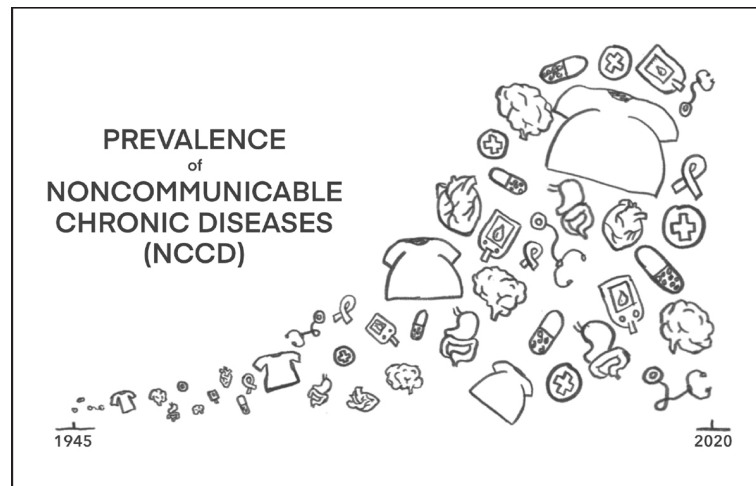 PREVALENCE
of
NONCOMMUNICABLE
CHRONIC DISEASES
(NCCD)
1945
2020